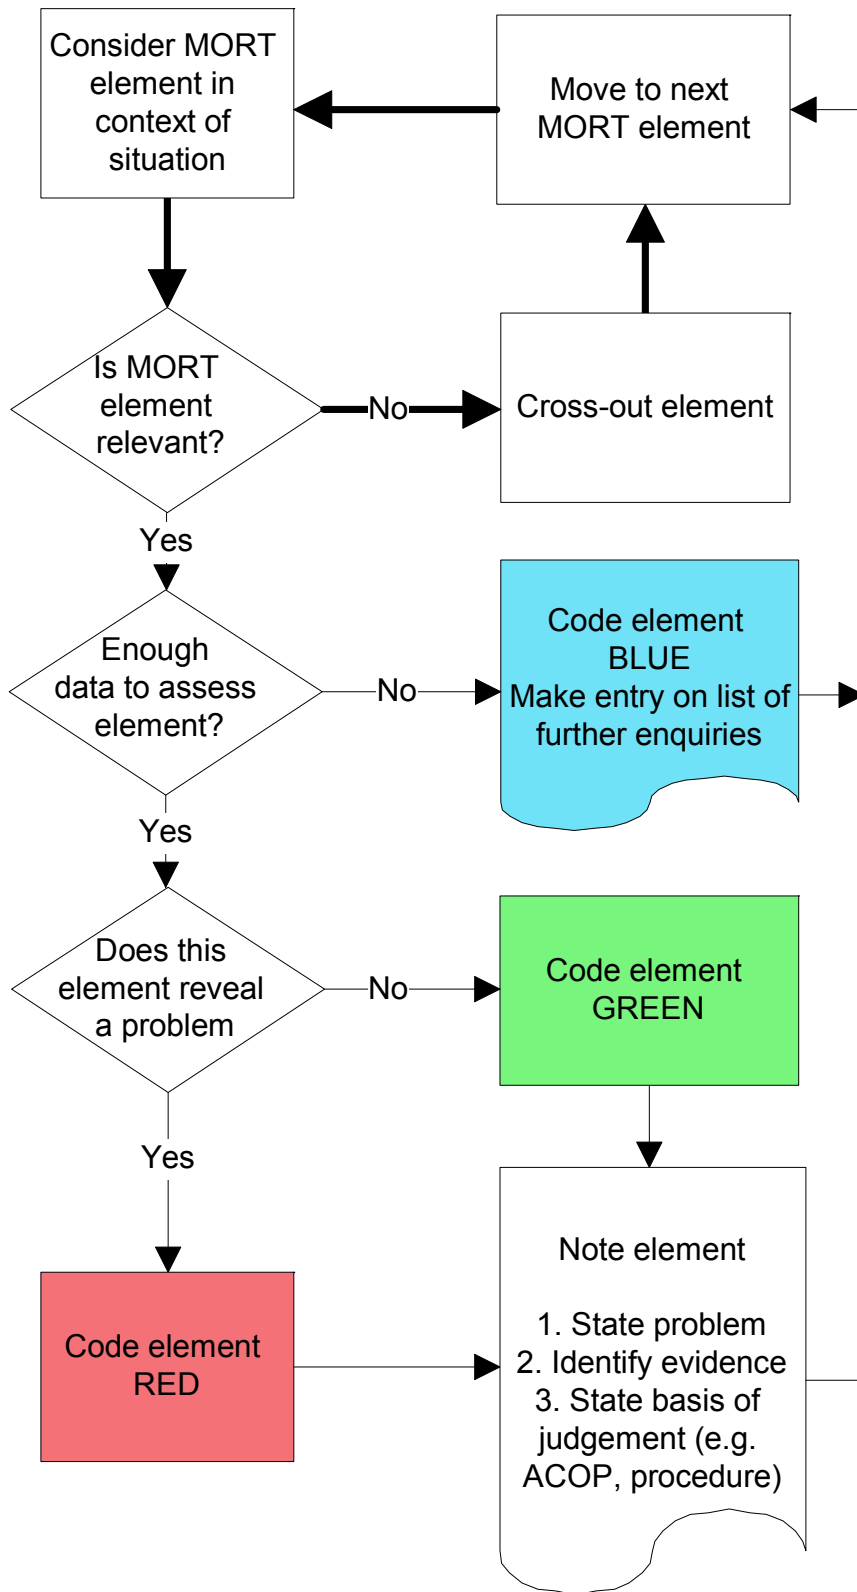 Consider MORT
element in
context of
situation
Move to next
MORT element
Is MORT
element
relevant?
No
Cross-out element
Yes
Enough
data to assess
element?
No
Code element
BLUE
Make entry on list of
further enquiries
Yes
Does this
element reveal
a problem
No
Code element
GREEN
Yes
Code element
RED
Note element
1. State problem
2. Identify evidence
3. State basis of
judgement (e.g.
ACOP, procedure)